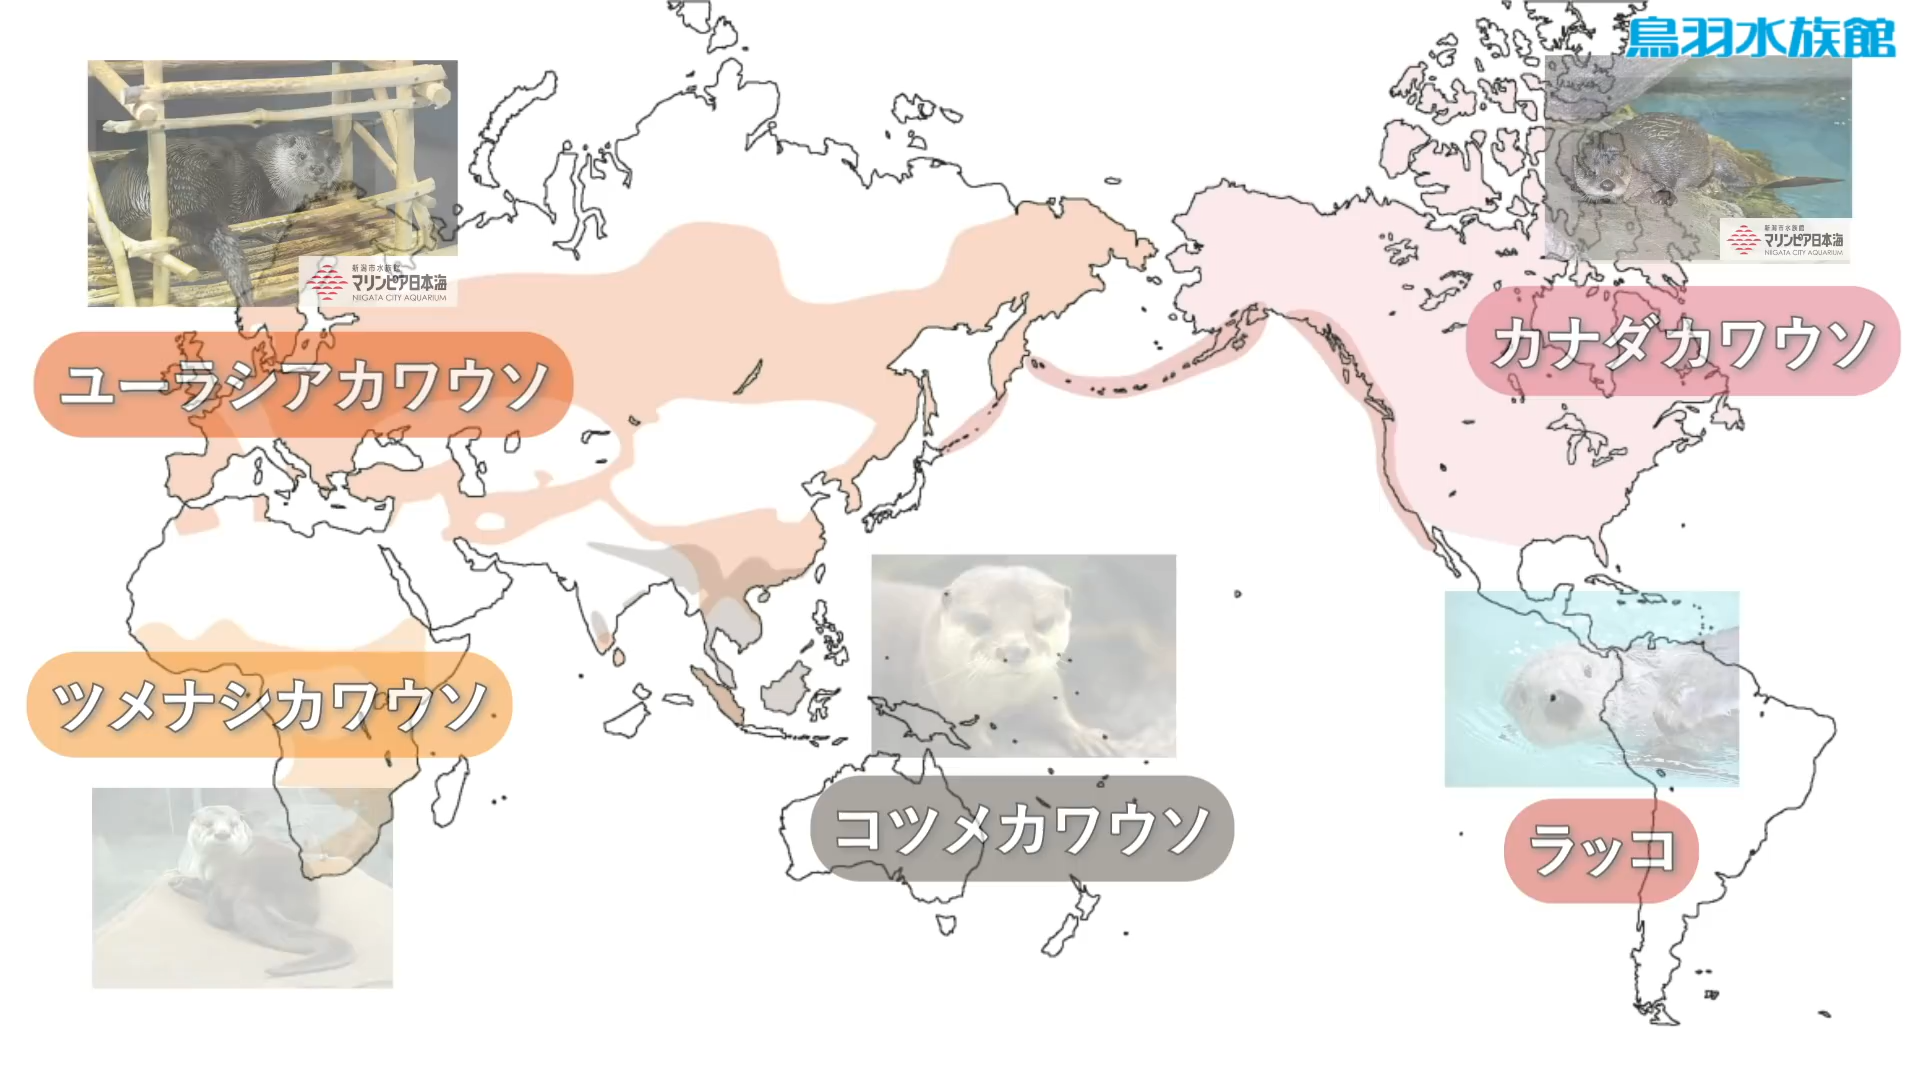 鳥羽水族館
新潟市水族館
マリンピア日本海
NIIGATA CITY AQUARIUM
新潟市水族館
マリンピア日本海
NIIGATA CITY AQUARIUM
ユーラシアカワウソ
カナダカワウソ
ツメナシカワウソ
コツメカワウソ
ラッコ